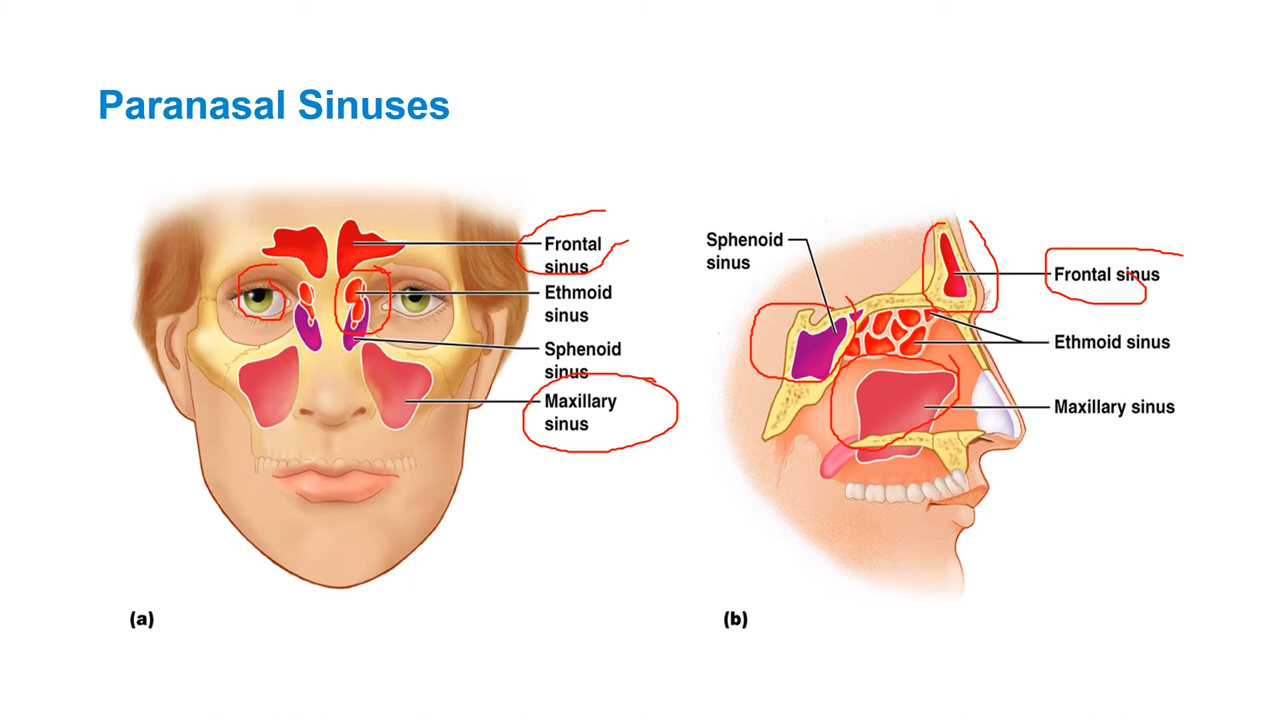 Paranasal Sinuses
Frontal
sinus
Ethmoid
sinus
Sphenoid
sinus
Maxillary
sinus
(a)
Sphenoid
sinus
Frontal sinus
Ethmoid sinus
Maxillary sinus
(b)